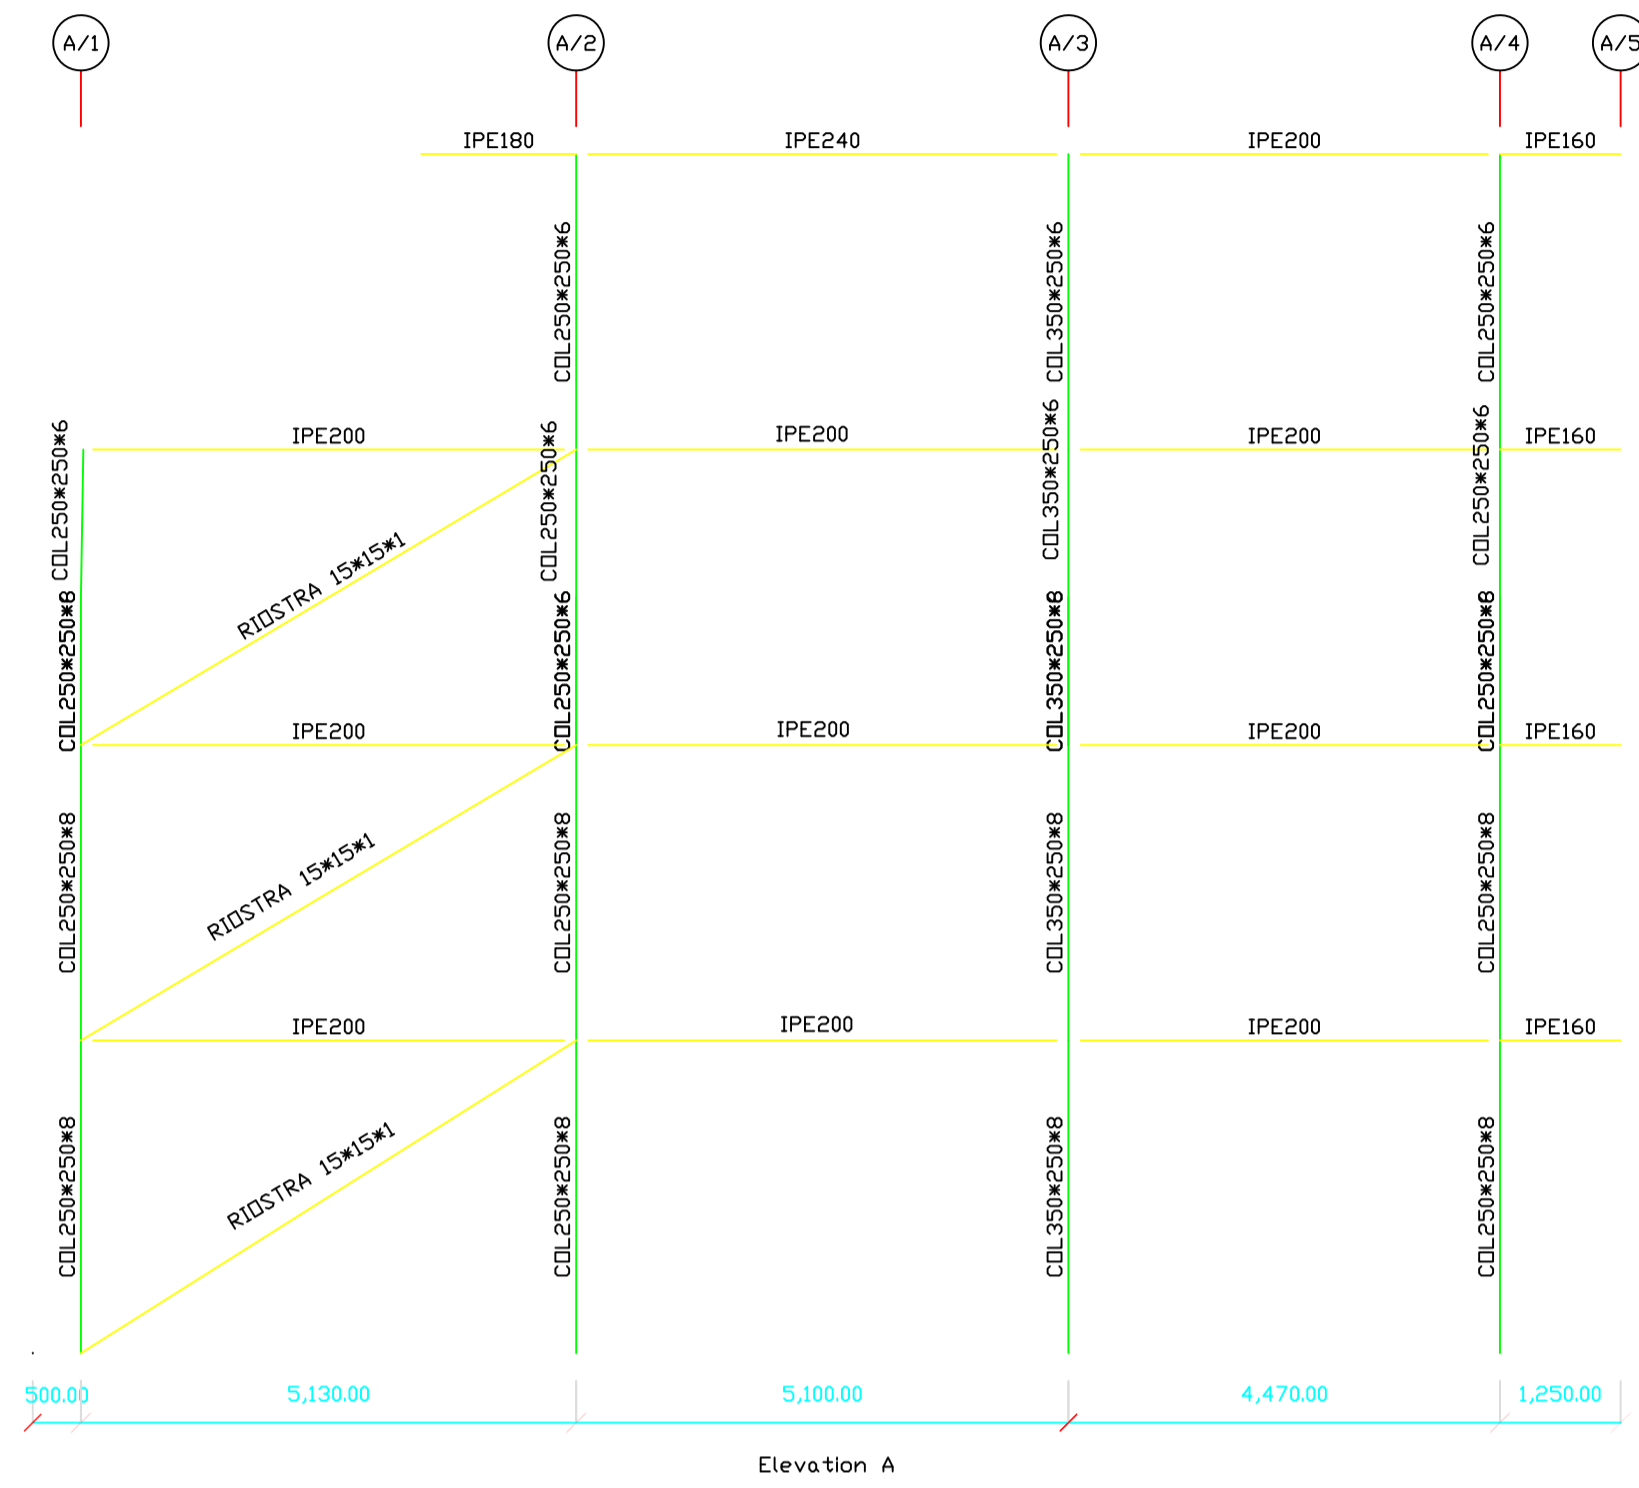 A/1 A/2 A/3 A/4 A/5
IPE180 IPE240 IPE200 IPE160
COL250*250*6 COL350*250*6 COL250*250*6
IPE200 IPE200 IPE200 IPE160
COL250*250*6 COL250*250*6 COL350*250*6 COL250*250*6
RIOSTRA 15*15*1
COL250*250*8 COL250*250*6 COL350*250*8 COL250*250*8
IPE200 IPE200 IPE200 IPE160
COL250*250*8 COL250*250*8 COL350*250*8 COL250*250*8
RIOSTRA 15*15*1
IPE200 IPE200 IPE200 IPE160
COL250*250*8 COL250*250*8 COL350*250*8 COL250*250*8
RIOSTRA 15*15*1
500.00 5,130.00 5,100.00 4,470.00 1,250.00
Elevation A